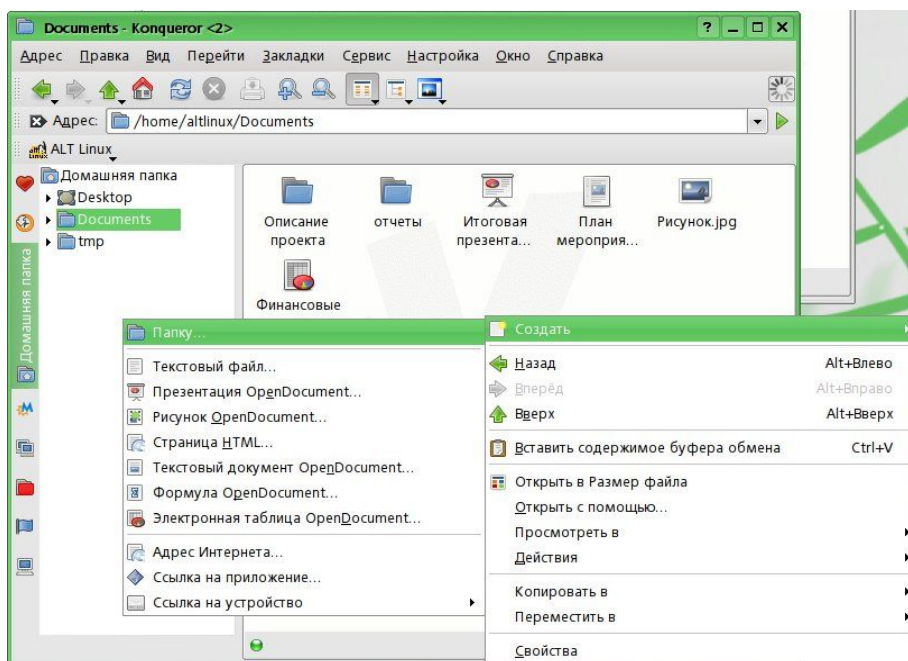 Documents - Konqueror <2>
Адрес Правка Вид Перейти Закладки Сервис Настройка Окно Справка
Адрес: /home/altlinux/Documents
ALT Linux
Домашняя папка
Desktop
Documents
tmp
Домашняя папка
Описание проекта
отчеты
Итоговая презента...
План мероприя...
Рисунок.jpg
Финансовые
Папку...
Текстовый файл...
Презентация OpenDocument...
Рисунок OpenDocument...
Страница HTML...
Текстовый документ OpenDocument...
Формула OpenDocument...
Электронная таблица OpenDocument...
Адрес Интернета...
Ссылка на приложение...
Ссылка на устройство
Создать
Назад Alt+Влево
Вперёд Alt+Вправо
Вверх Alt+Вверх
Вставить содержимое буфера обмена Ctrl+V
Открыть в Размер файла
Открыть с помощью...
Просмотреть в
Действия
Копировать в
Переместить в
Свойства